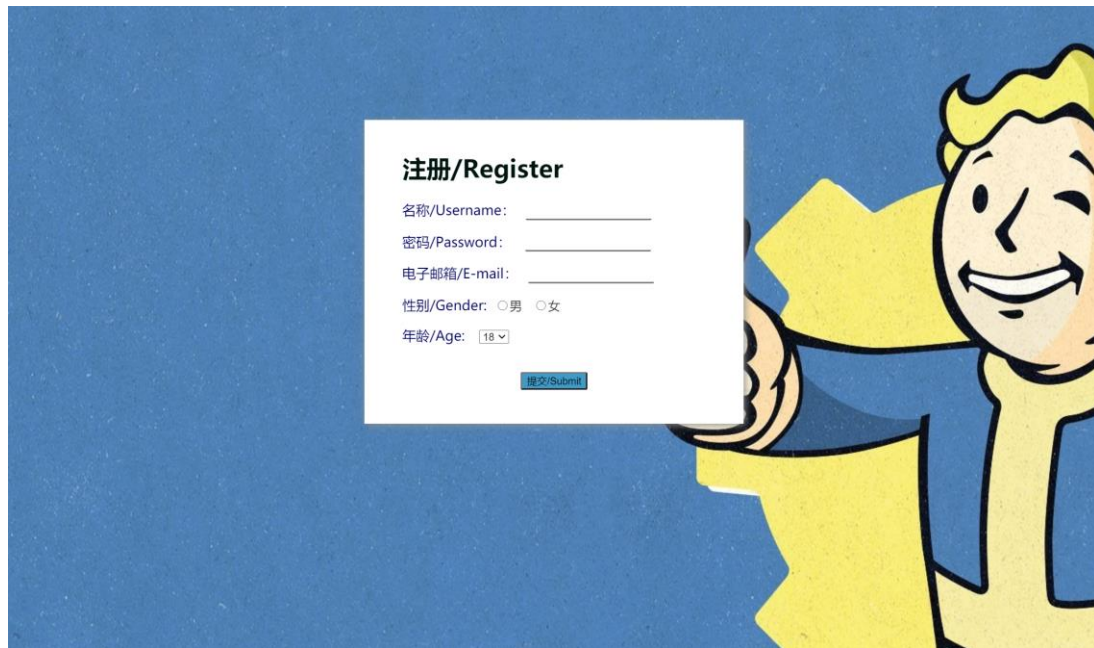 注册/Register
名称/Username：
密码/Password：
电子邮箱/E-mail：
性别/Gender: 男 女
年龄/Age: 18
提交/Submit